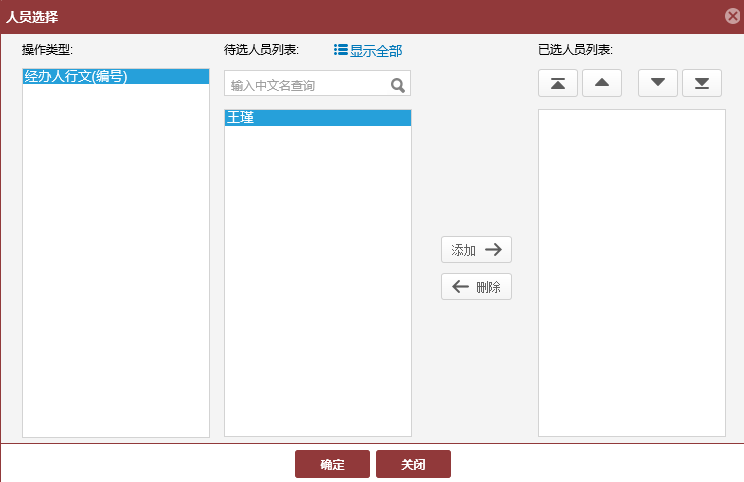 人员选择
操作类型:
待选人员列表:
显示全部
已选人员列表:
经办人行文(编号)
输入中文名查询
王瑾
添加
删除
确定
关闭